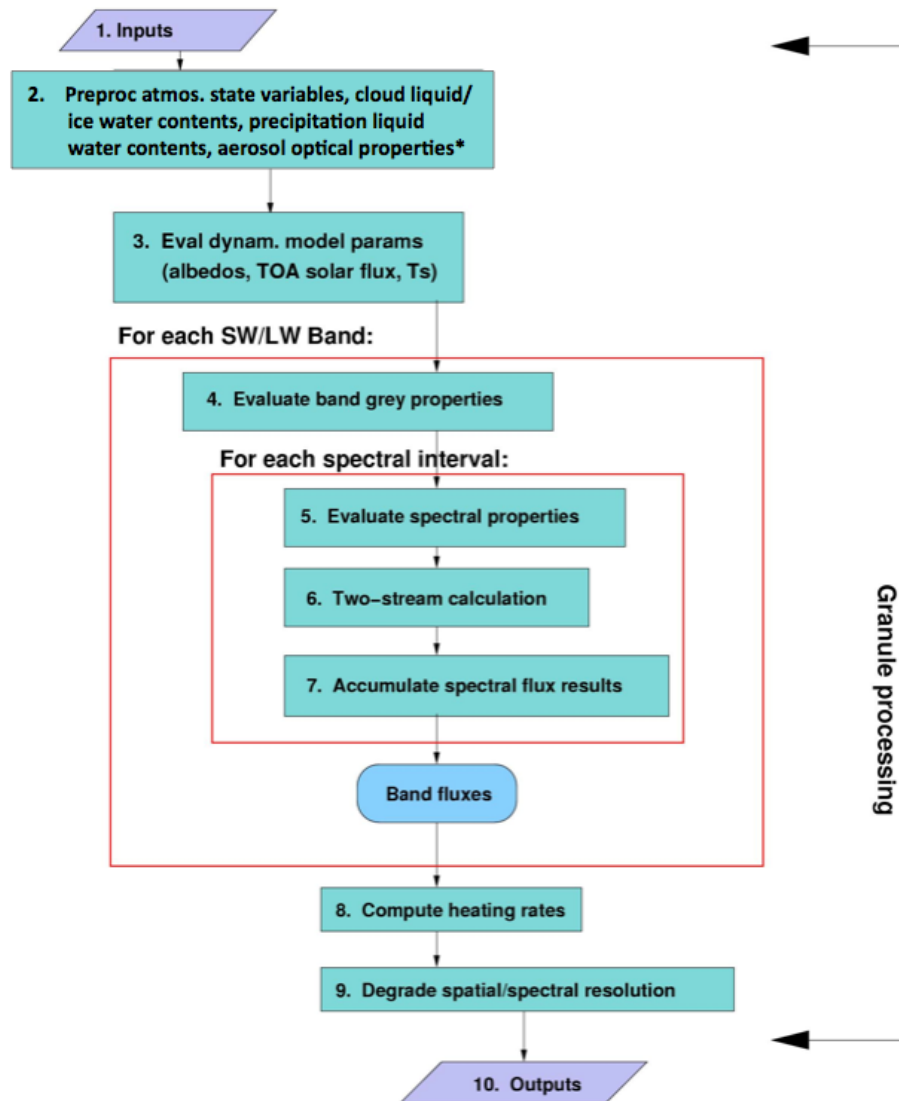 1. Inputs
2. Preproc atmos. state variables, cloud liquid/
ice water contents, precipitation liquid
water contents, aerosol optical properties*
3. Eval dynam. model params
(albedos, TOA solar flux, Ts)
For each SW/LW Band:
4. Evaluate band grey properties
For each spectral interval:
5. Evaluate spectral properties
6. Two−stream calculation
7. Accumulate spectral flux results
Band fluxes
8. Compute heating rates
9. Degrade spatial/spectral resolution
10. Outputs
Granule processing